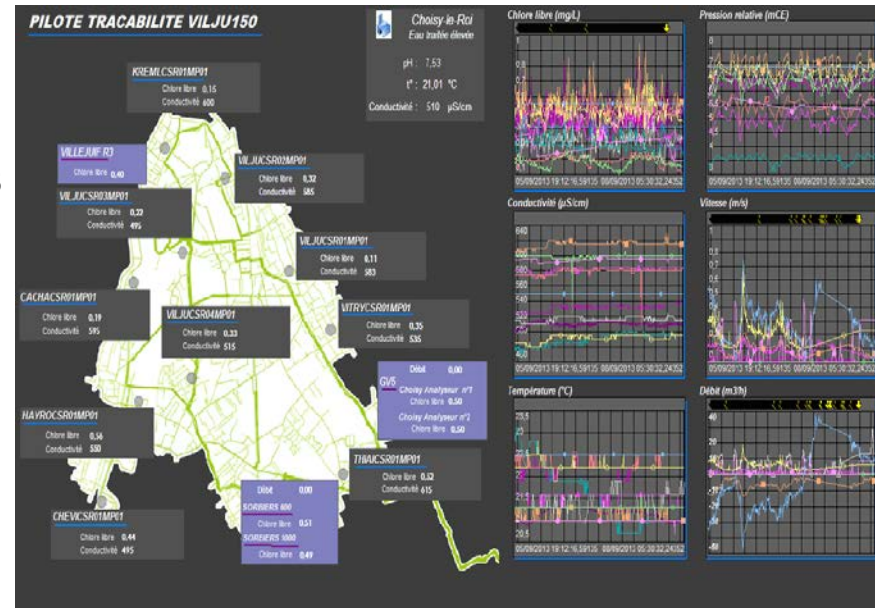 PILOTE TRACABILITE VILJU150
Choisy-le-Roi
Eau traitée élevée
pH : 7,53
t° : 21,01 °C
Conductivité : 510 µS/cm
KREMLCSR01MP01
Chlore libre 0,15
Conductivité 600
VILLEJUIF R3
Chlore libre 0,40
VILJUCSR02MP01
Chlore libre 0,32
Conductivité 585
VILJUCSR03MP01
Chlore libre 0,22
Conductivité 495
VILJUCSR01MP01
Chlore libre 0,11
Conductivité 583
CACHACSR01MP01
Chlore libre 0,19
Conductivité 595
VILJUCSR04MP01
Chlore libre 0,33
Conductivité 515
VITRYCSR01MP01
Chlore libre 0,35
Conductivité 535
Débit 0,00
GV5
Choisy Analyseur n°1
Chlore libre 0,50
Choisy Analyseur n°2
Chlore libre 0,50
HAYROCSR01MP01
Chlore libre 0,56
Conductivité 550
THIAICSR01MP01
Chlore libre 0,52
Conductivité 615
Débit 0,00
SORBIERS 600
Chlore libre 0,51
SORBIERS 1000
Chlore libre 0,49
CHEVICSR01MP01
Chlore libre 0,44
Conductivité 495
Chlore libre (mg/L)
Pression relative (mCE)
Conductivité (µS/cm)
Vitesse (m/s)
Température (°C)
Débit (m3/h)